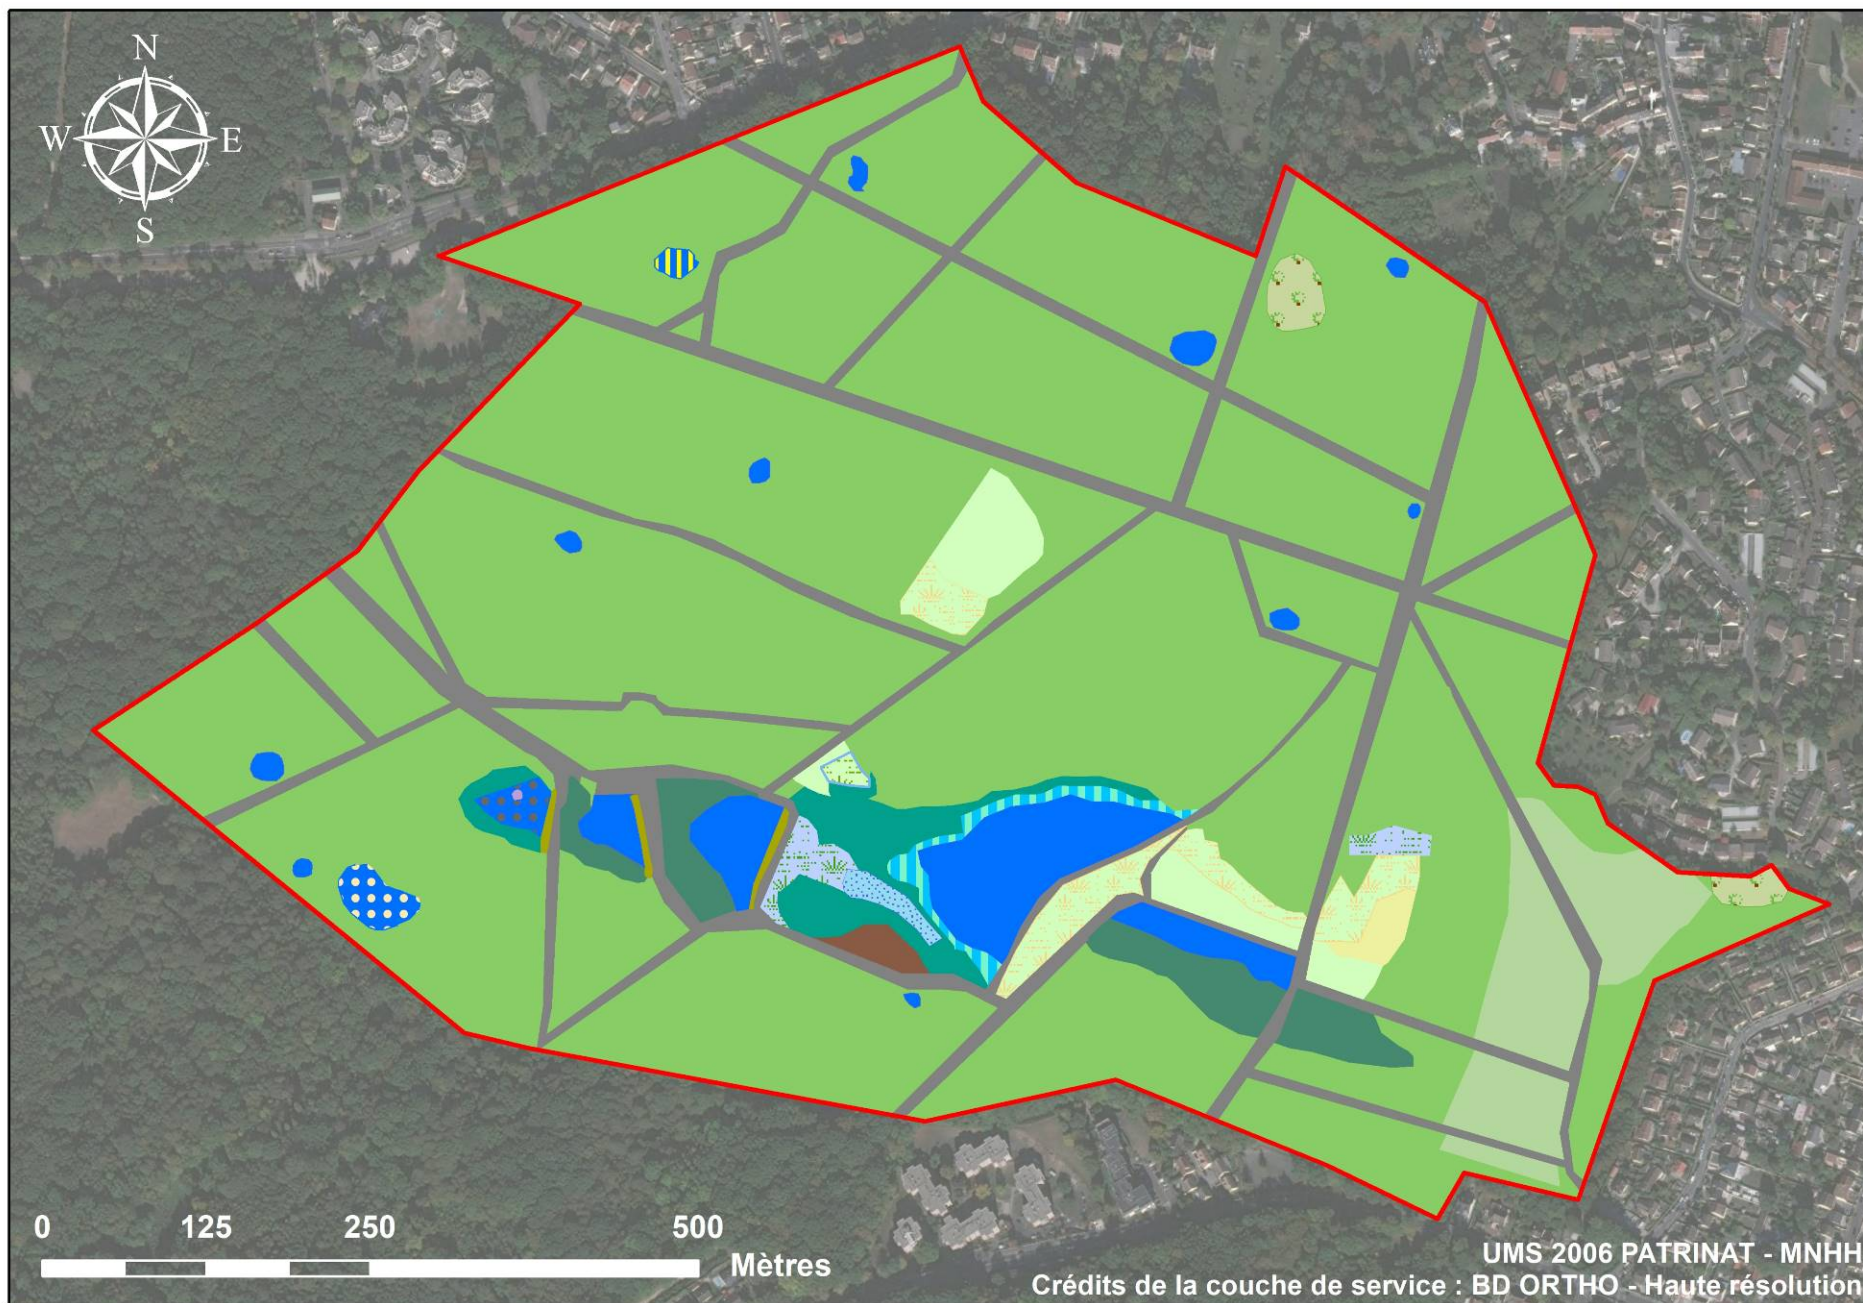 N
W E
S
0 125 250 500
Mètres
UMS 2006 PATRINAT - MNHH
Crédits de la couche de service : BD ORTHO - Haute résolution